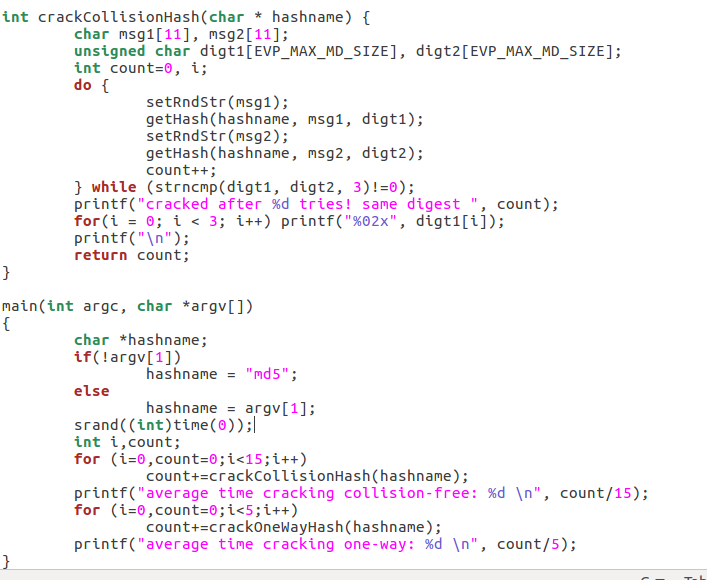 int crackCollisionHash(char * hashname) {
        char msg1[11], msg2[11];
        unsigned char digt1[EVP_MAX_MD_SIZE], digt2[EVP_MAX_MD_SIZE];
        int count=0, i;
        do {
                setRndStr(msg1);
                getHash(hashname, msg1, digt1);
                setRndStr(msg2);
                getHash(hashname, msg2, digt2);
                count++;
        } while (strncmp(digt1, digt2, 3)!=0);
        printf("cracked after %d tries! same digest ", count);
        for(i = 0; i < 3; i++) printf("%02x", digt1[i]);
        printf("\n");
        return count;
}

main(int argc, char *argv[])
{
        char *hashname;
        if(!argv[1])
                hashname = "md5";
        else
                hashname = argv[1];
        srand((int)time(0));
        int i,count;
        for (i=0,count=0;i<15;i++)
                count+=crackCollisionHash(hashname);
        printf("average time cracking collision-free: %d \n", count/15);
        for (i=0,count=0;i<5;i++)
                count+=crackOneWayHash(hashname);
        printf("average time cracking one-way: %d \n", count/5);
}